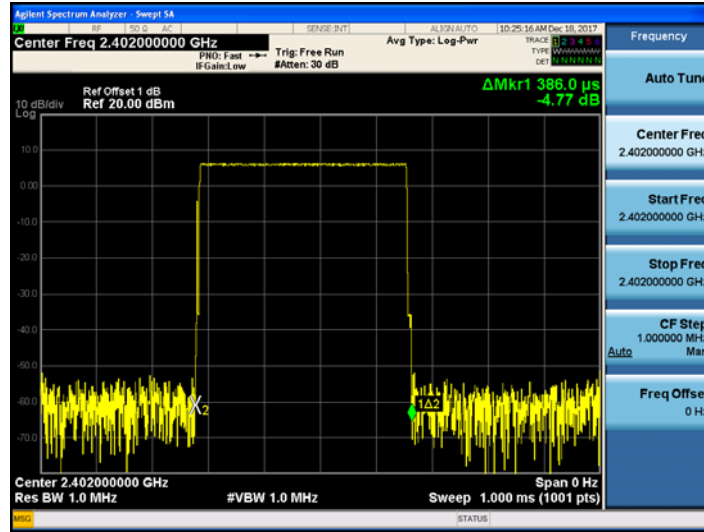 Agilent Spectrum Analyzer - Swept SA
RF 50 Ω AC SENSE:INT ALIGN AUTO 10:25:16 AM Dec 18, 2017
Center Freq 2.402000000 GHz
PNO: Fast
IFGain:Low
Trig: Free Run
#Atten: 30 dB
Avg Type: Log-Pwr
TRACE 1 2 3 4 5 6
TYPE WWWWWW
DET N N N N N N
ΔMkr1 386.0 µs
-4.77 dB
Ref Offset 1 dB
Ref 20.00 dBm
10 dB/div
Log
10.0
0.00
-10.0
-20.0
-30.0
-40.0
-50.0
-60.0
-70.0
X2
1Δ2
Center 2.402000000 GHz
Span 0 Hz
Res BW 1.0 MHz
#VBW 1.0 MHz
Sweep 1.000 ms (1001 pts)
MSG
STATUS
Frequency
Auto Tune
Center Freq
2.402000000 GHz
Start Freq
2.402000000 GHz
Stop Freq
2.402000000 GHz
CF Step
1.000000 MHz
Auto Man
Freq Offset
0 Hz